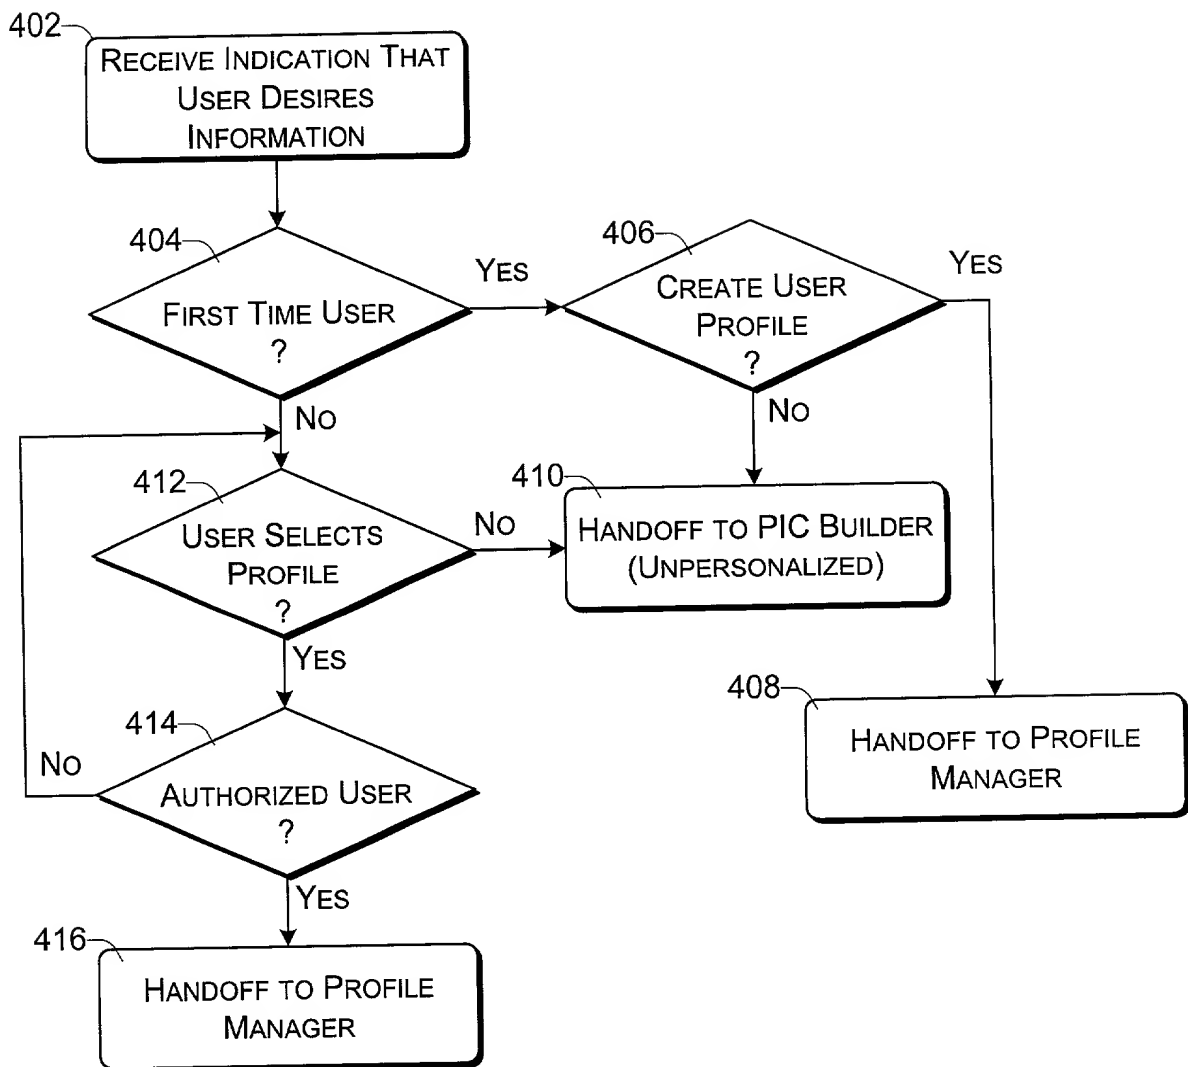 402
RECEIVE INDICATION THAT
USER DESIRES
INFORMATION
404
FIRST TIME USER
?
YES
406
CREATE USER
PROFILE
?
YES
NO
NO
412
USER SELECTS
PROFILE
?
NO
410
HANDOFF TO PIC BUILDER
(UNPERSONALIZED)
YES
414
AUTHORIZED USER
?
NO
408
HANDOFF TO PROFILE
MANAGER
YES
416
HANDOFF TO PROFILE
MANAGER